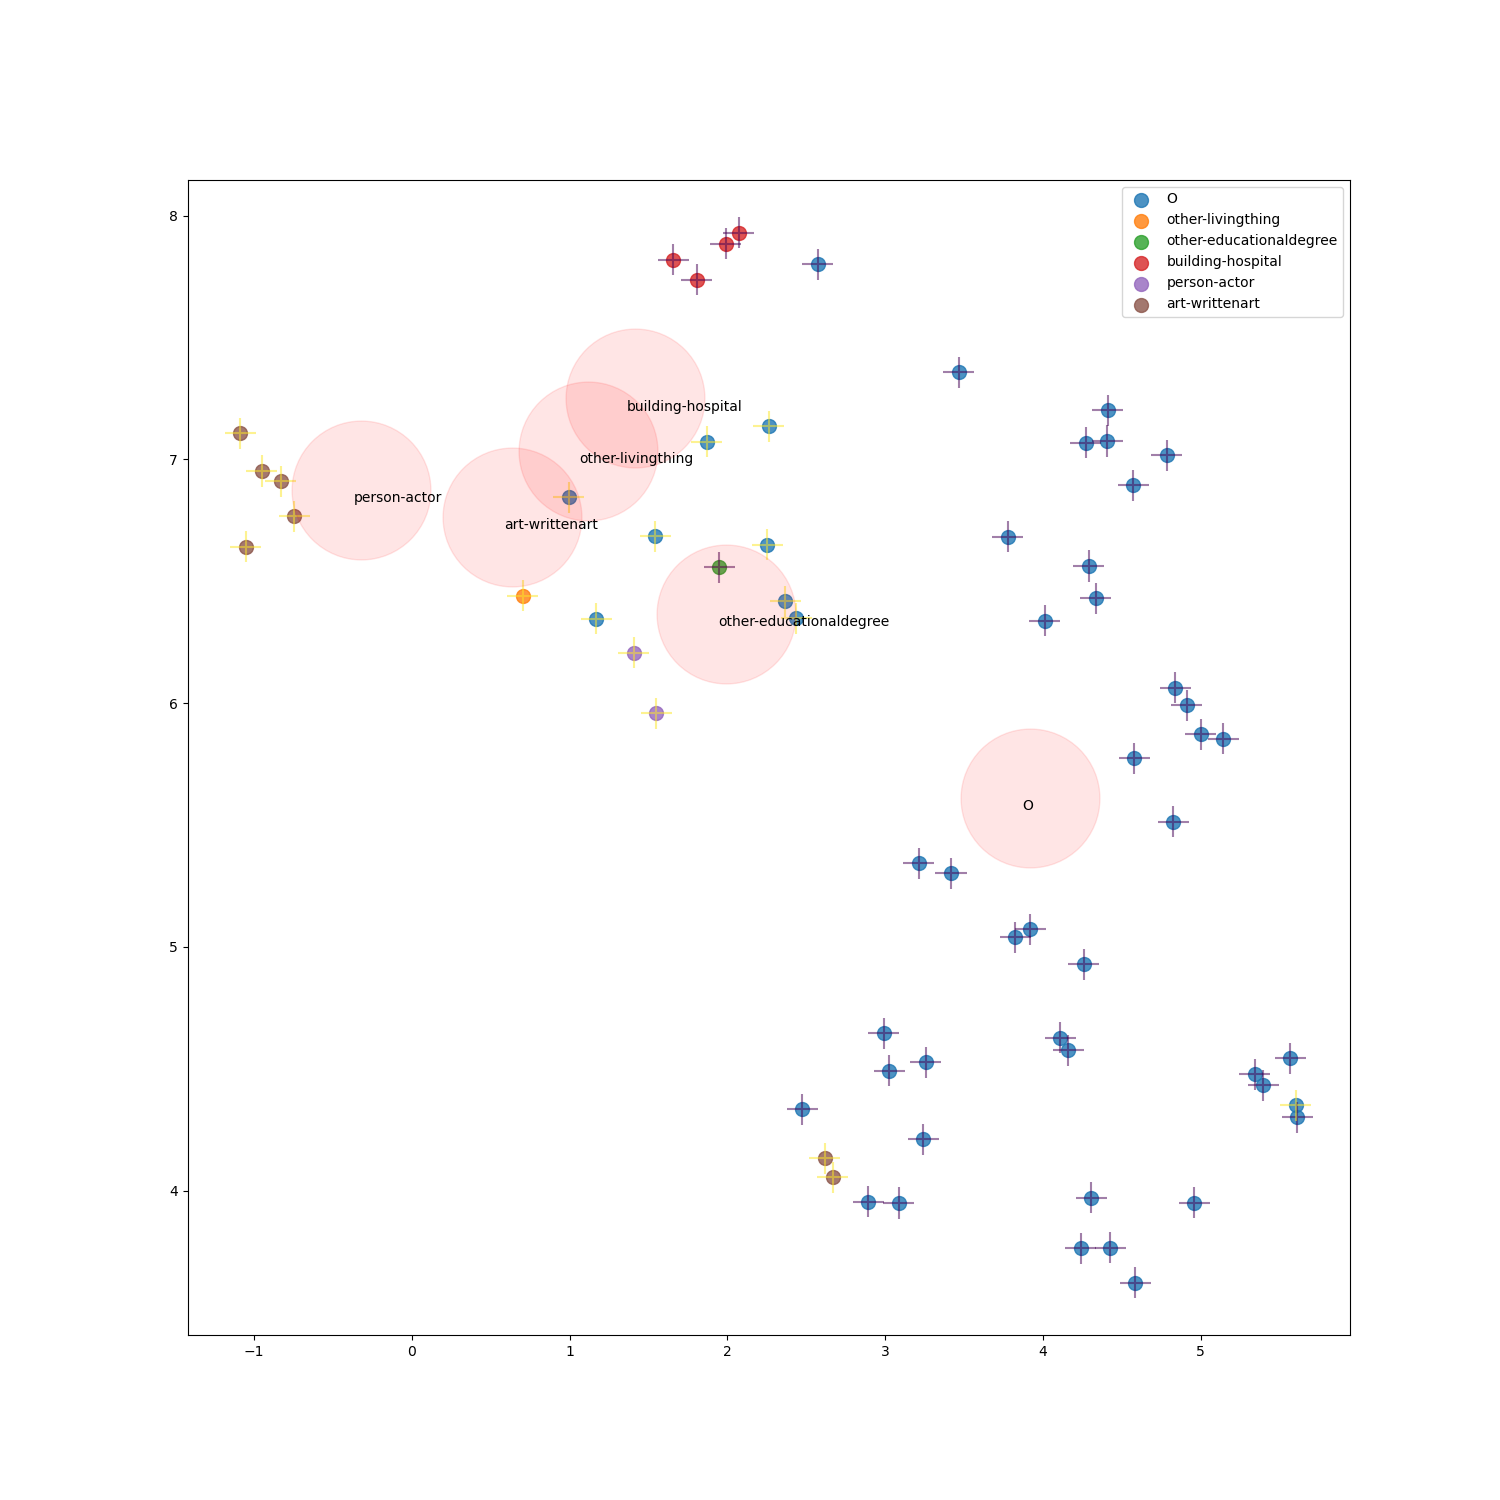 8
7
6
5
4
−1
0
1
2
3
4
5
O
other-livingthing
other-educationaldegree
building-hospital
person-actor
art-writtenart
building-hospital
other-livingthing
person-actor
art-writtenart
other-educationaldegree
O